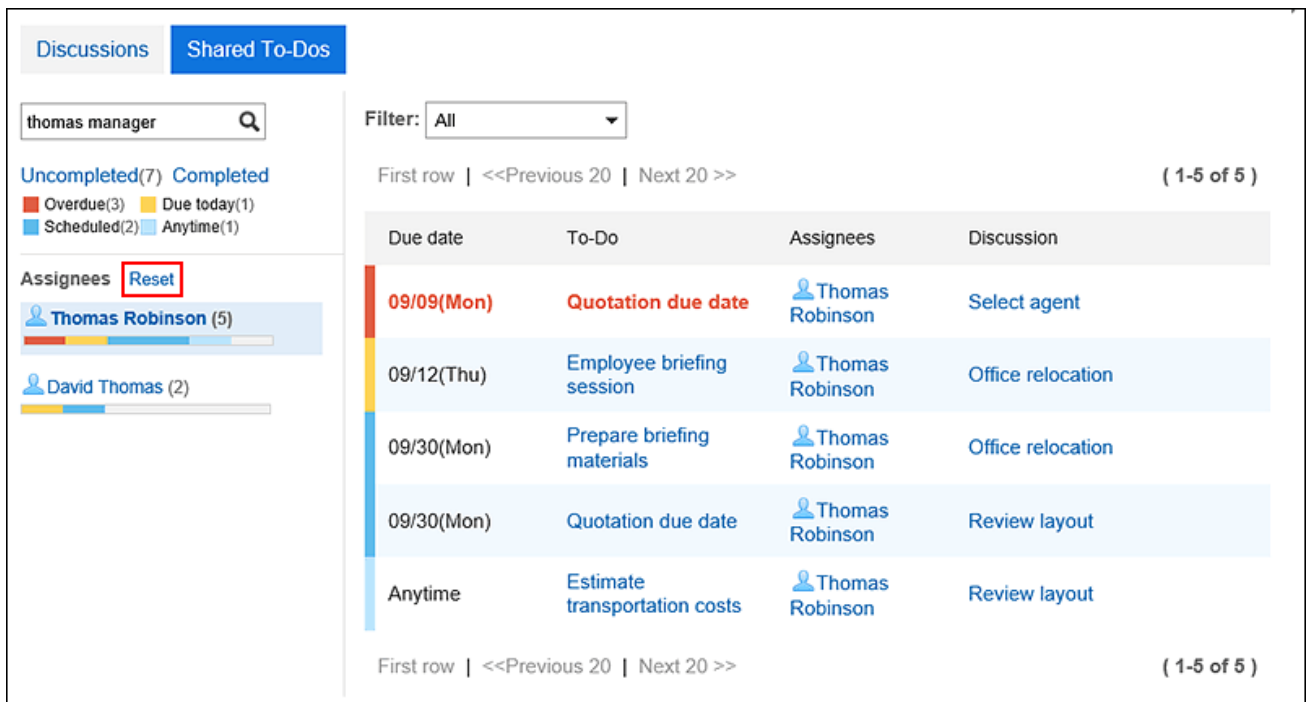 Discussions Shared To-Dos
thomas manager
Uncompleted(7) Completed
Overdue(3) Due today(1)
Scheduled(2) Anytime(1)
Assignees Reset
Thomas Robinson (5)
David Thomas (2)
Filter: All
First row | <<Previous 20 | Next 20 >> ( 1-5 of 5 )
Due date To-Do Assignees Discussion
09/09(Mon) Quotation due date Thomas Robinson Select agent
09/12(Thu) Employee briefing session Thomas Robinson Office relocation
09/30(Mon) Prepare briefing materials Thomas Robinson Office relocation
09/30(Mon) Quotation due date Thomas Robinson Review layout
Anytime Estimate transportation costs Thomas Robinson Review layout
First row | <<Previous 20 | Next 20 >> ( 1-5 of 5 )